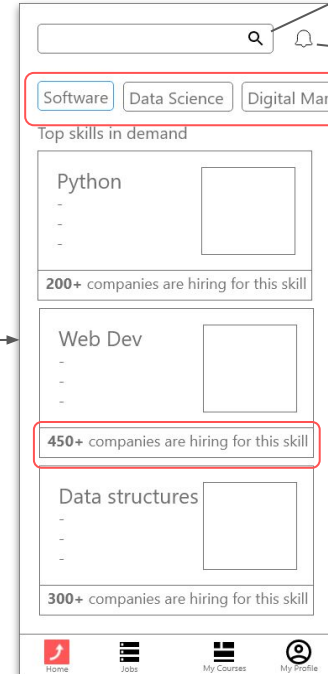 Software Data Science Digital Mar
Top skills in demand
Python
-
-
-
200+ companies are hiring for this skill
Web Dev
-
-
-
450+ companies are hiring for this skill
Data structures
-
-
-
300+ companies are hiring for this skill
Home Jobs My Courses My Profile